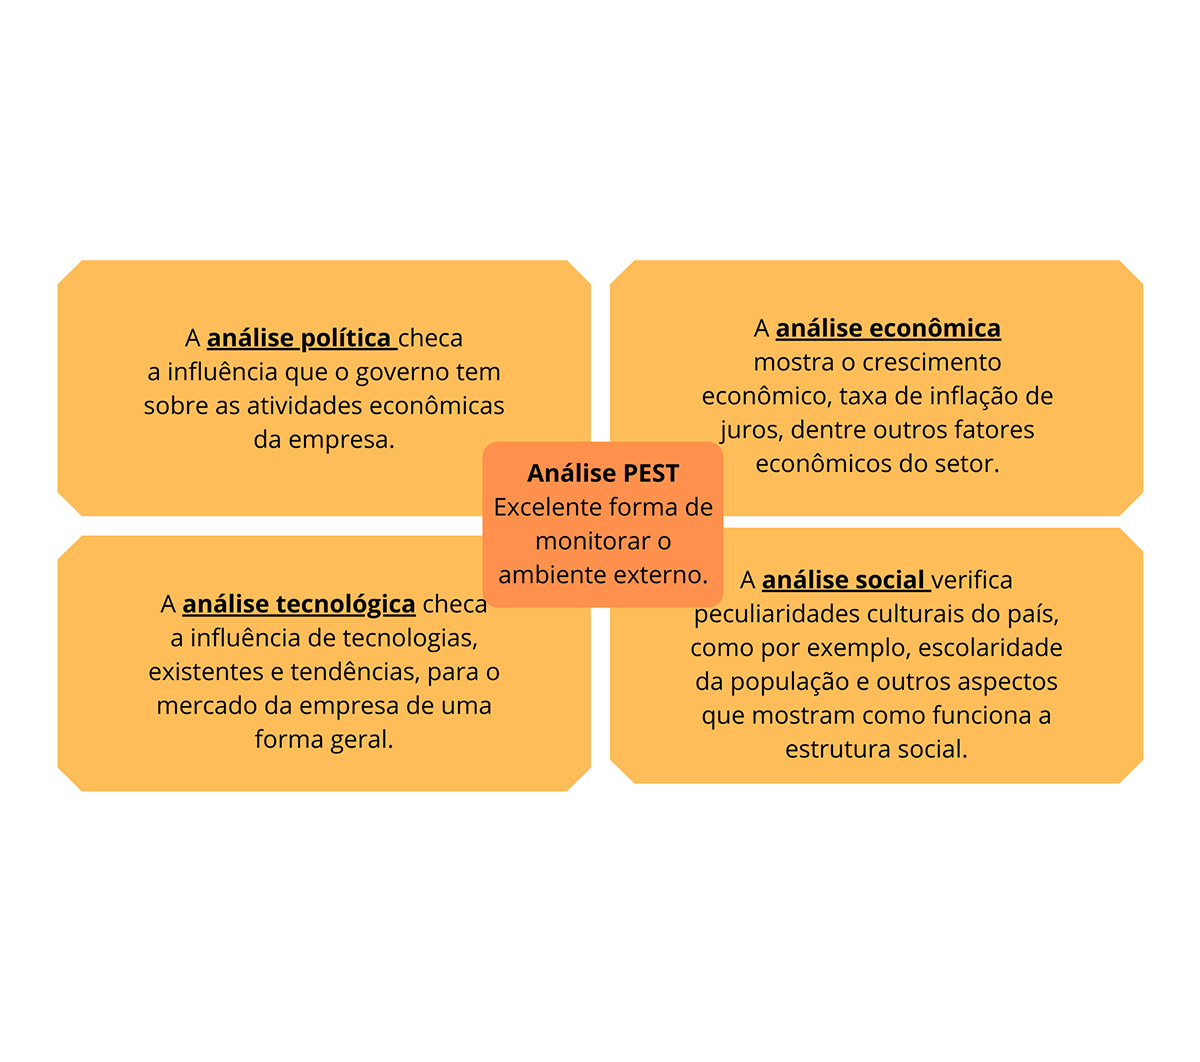 A análise política checa
a influência que o governo tem
sobre as atividades econômicas
da empresa.
A análise econômica
mostra o crescimento
econômico, taxa de inflação de
juros, dentre outros fatores
econômicos do setor.
Análise PEST
Excelente forma de
monitorar o
ambiente externo.
A análise tecnológica checa
a influência de tecnologias,
existentes e tendências, para o
mercado da empresa de uma
forma geral.
A análise social verifica
peculiaridades culturais do país,
como por exemplo, escolaridade
da população e outros aspectos
que mostram como funciona a
estrutura social.